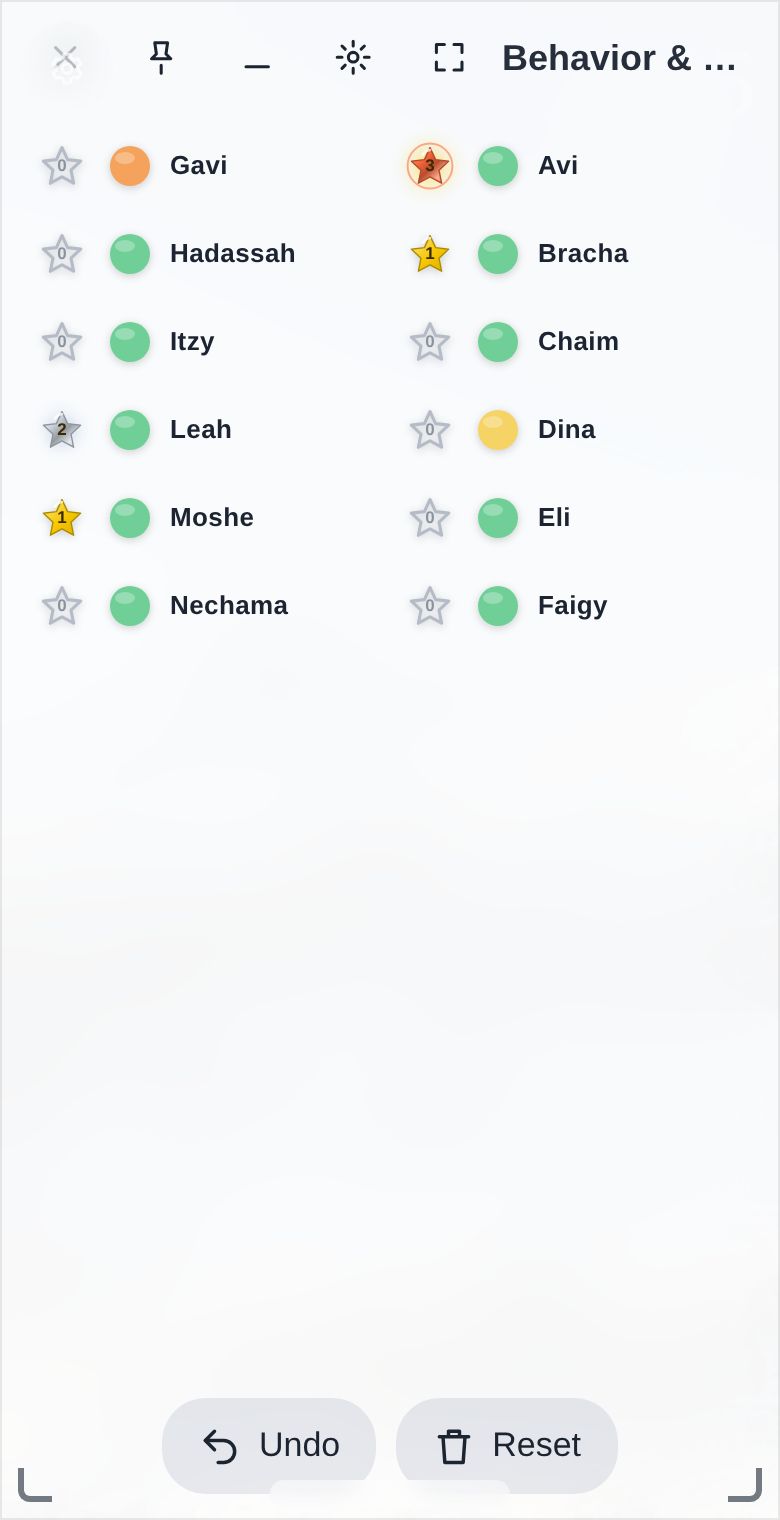 Behavior & ...
0 Gavi
3 Avi
0 Hadassah
1 Bracha
0 Itzy
0 Chaim
2 Leah
0 Dina
1 Moshe
0 Eli
0 Nechama
0 Faigy
Undo
Reset